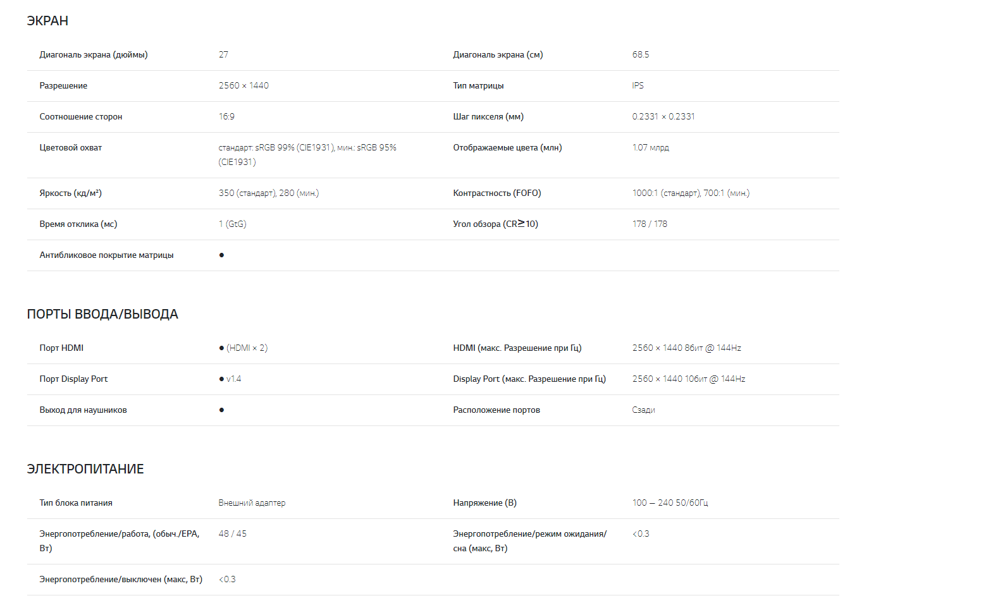 ЭКРАН
Диагональ экрана (дюймы) 27 Диагональ экрана (см) 68.5
Разрешение 2560 × 1440 Тип матрицы IPS
Соотношение сторон 16:9 Шаг пикселя (мм) 0.2331 × 0.2331
Цветовой охват стандарт: sRGB 99% (CIE1931), мин.: sRGB 95% Отображаемые цвета (млн) 1.07 млрд
(CIE1931)
Яркость (кд/м²) 350 (стандарт), 280 (мин.) Контрастность (FOFO) 1000:1 (стандарт), 700:1 (мин.)
Время отклика (мс) 1 (GtG) Угол обзора (CR≥10) 178 / 178
Антибликовое покрытие матрицы ●
ПОРТЫ ВВОДА/ВЫВОДА
Порт HDMI ● (HDMI × 2) HDMI (макс. Разрешение при Гц) 2560 × 1440 8бит @ 144Hz
Порт Display Port ● v1.4 Display Port (макс. Разрешение при Гц) 2560 × 1440 10бит @ 144Hz
Выход для наушников ● Расположение портов Сзади
ЭЛЕКТРОПИТАНИЕ
Тип блока питания Внешний адаптер Напряжение (В) 100 — 240 50/60Гц
Энергопотребление/работа, (обыч./EPA, 48 / 45 Энергопотребление/режим ожидания/ <0.3
Вт) сна (макс, Вт)
Энергопотребление/выключен (макс, Вт) <0.3